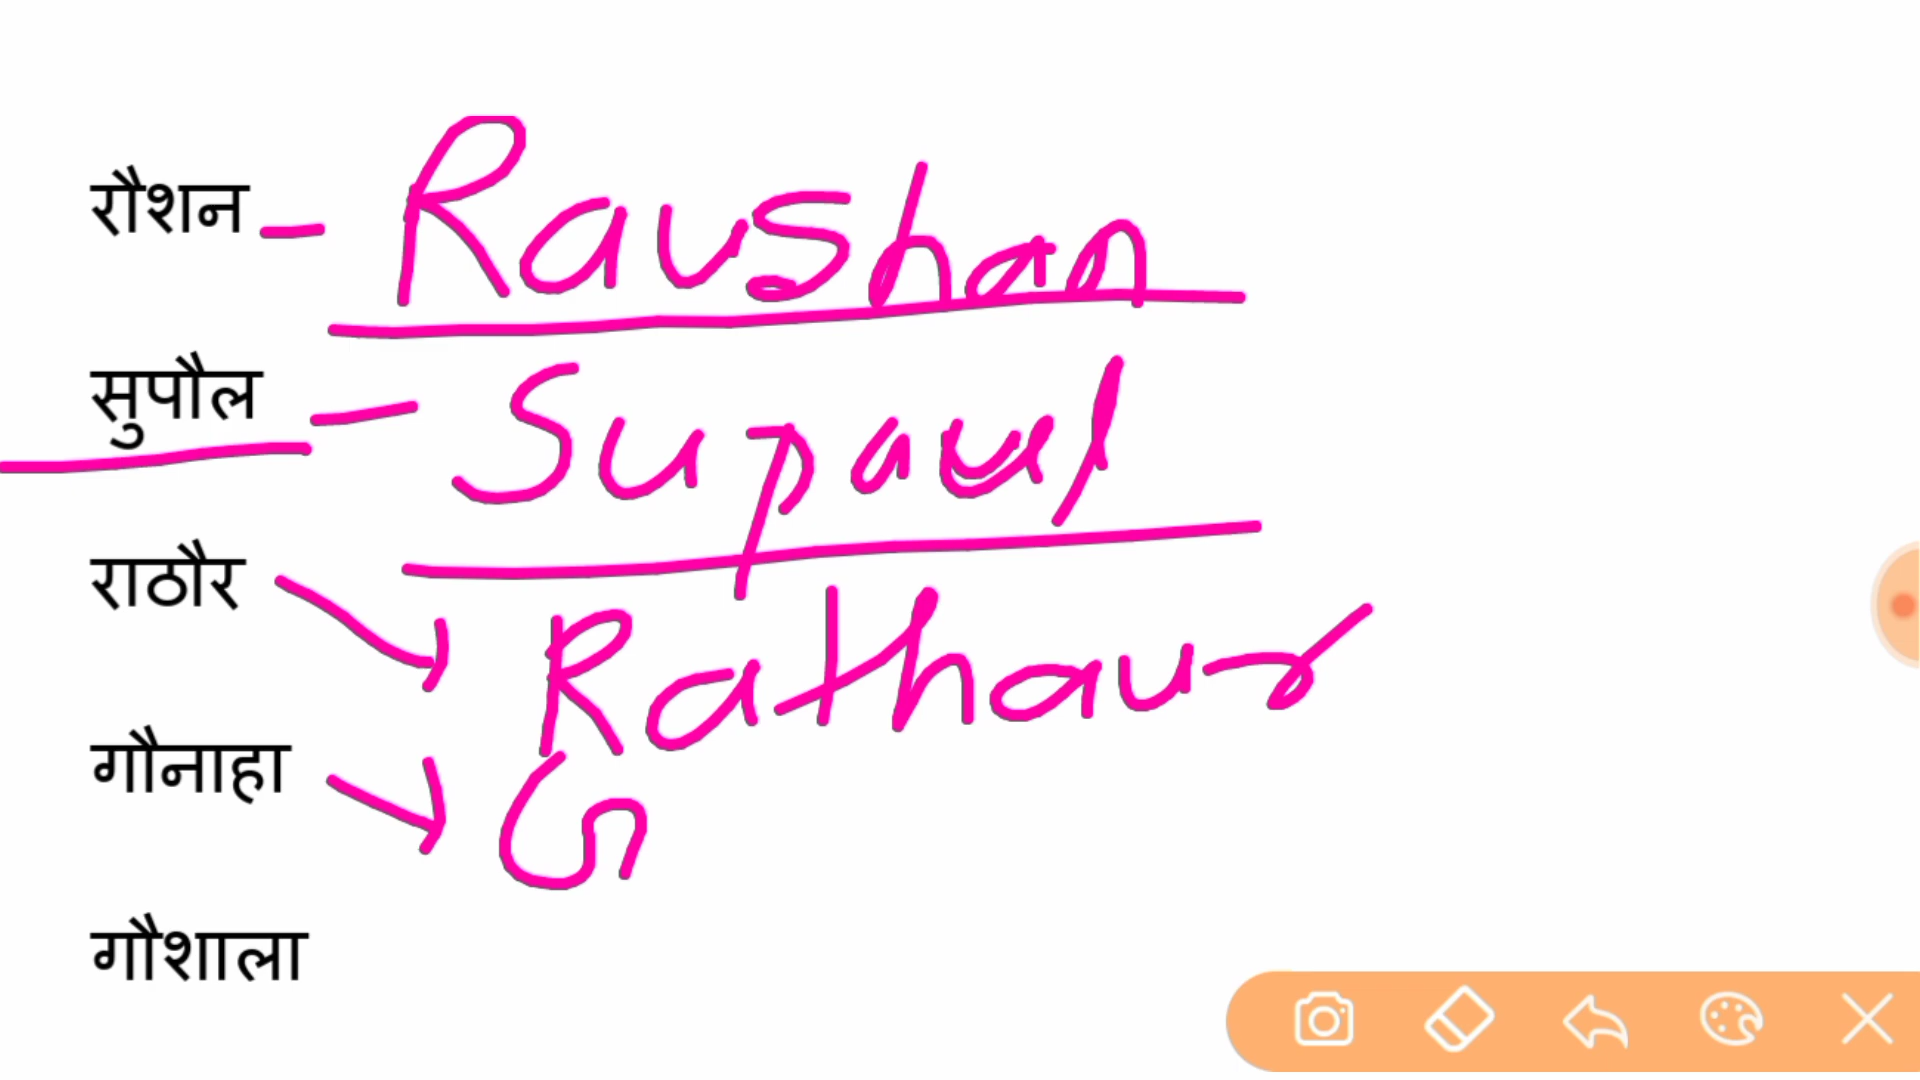 रौशन - Raushan
सुपौल - Supaul
राठौर → Rathaur
गौनाहा → G
गौशाला